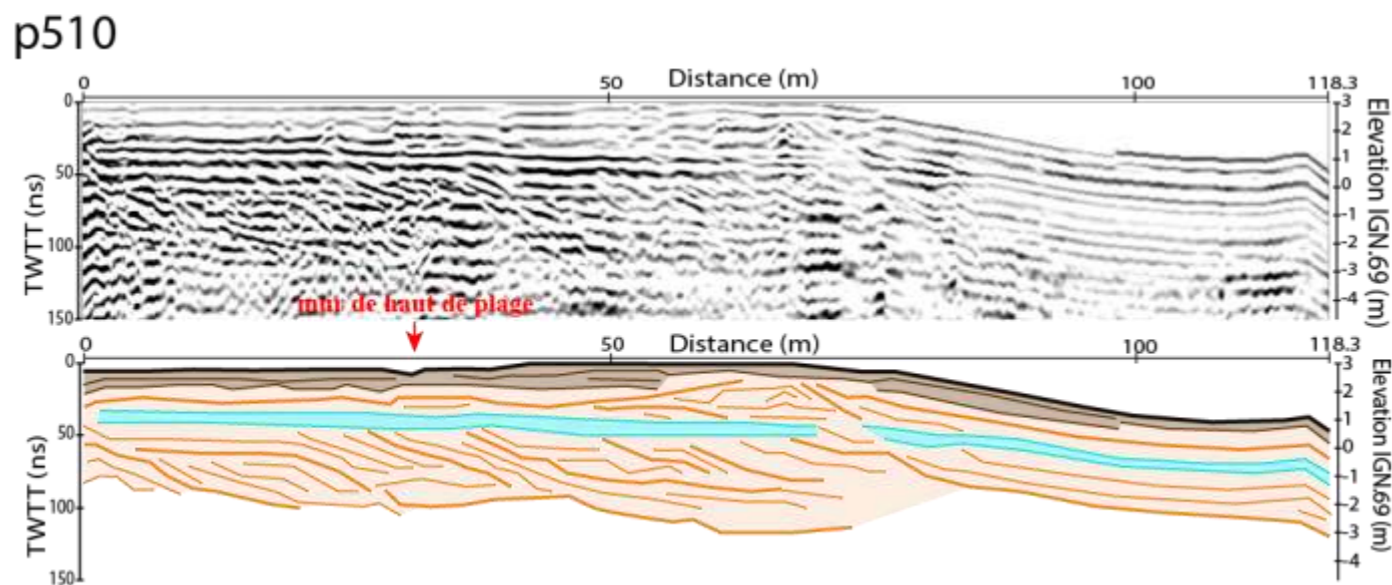 p510
0 50 Distance (m) 100 118.3
0 50 100 150
TWTT (ns)
3 2 1 0 -1 -2 -3 -4
Elevation IGN.69 (m)
mur de haut de plage
0 50 Distance (m) 100 118.3
0 50 100 150
TWTT (ns)
3 2 1 0 -1 -2 -3 -4
Elevation IGN.69 (m)